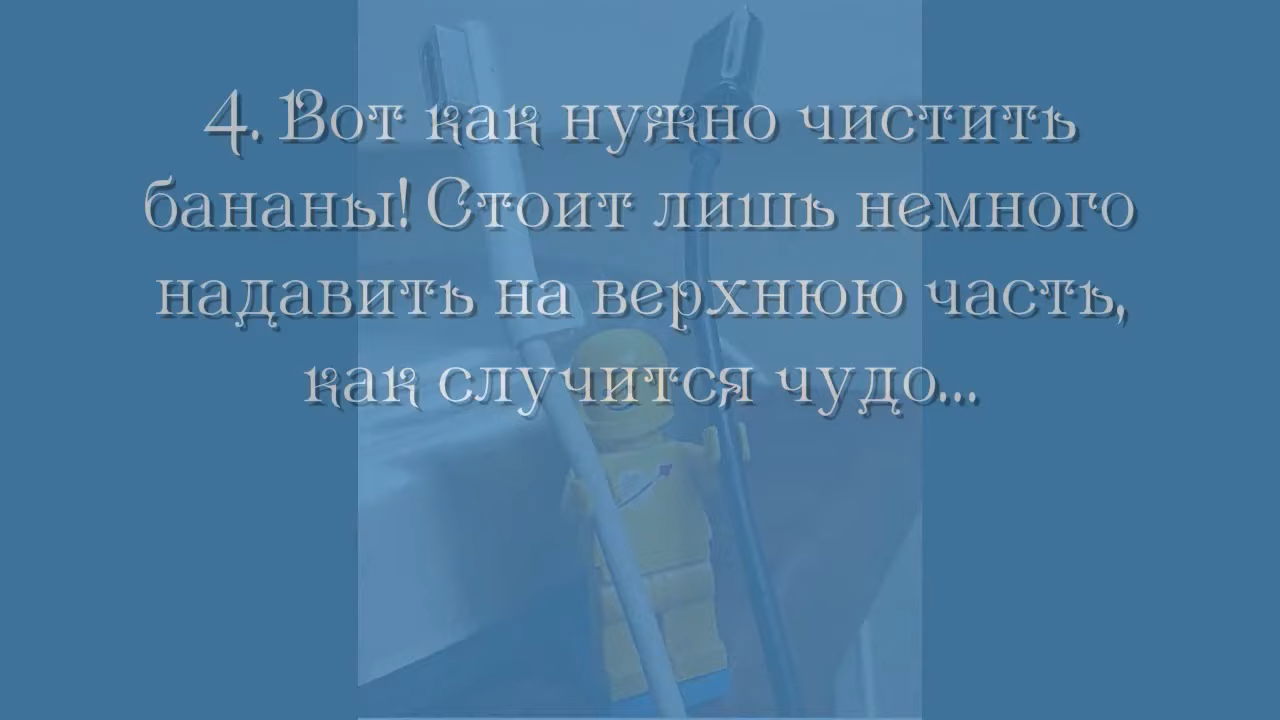 4. Вот как нужно чистить
бананы! Стоит лишь немного
надавить на верхнюю часть,
как случится чудо...